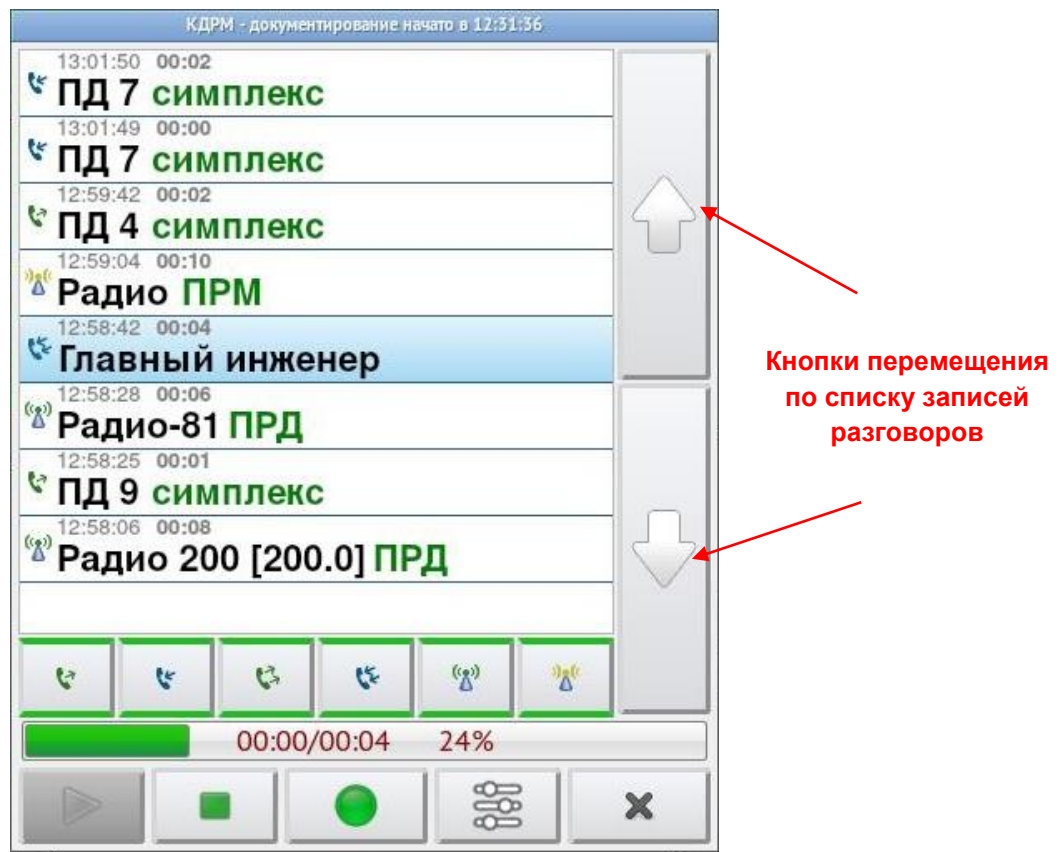 КДРМ - документирование начато в 12:31:36
13:01:50 00:02
ПД 7 симплекс
13:01:49 00:00
ПД 7 симплекс
12:59:42 00:02
ПД 4 симплекс
12:59:04 00:10
Радио ПРМ
12:58:42 00:04
Главный инженер
12:58:28 00:06
Радио-81 ПРД
12:58:25 00:01
ПД 9 симплекс
12:58:06 00:08
Радио 200 [200.0] ПРД
00:00/00:04 24%
Кнопки перемещения
по списку записей
разговоров